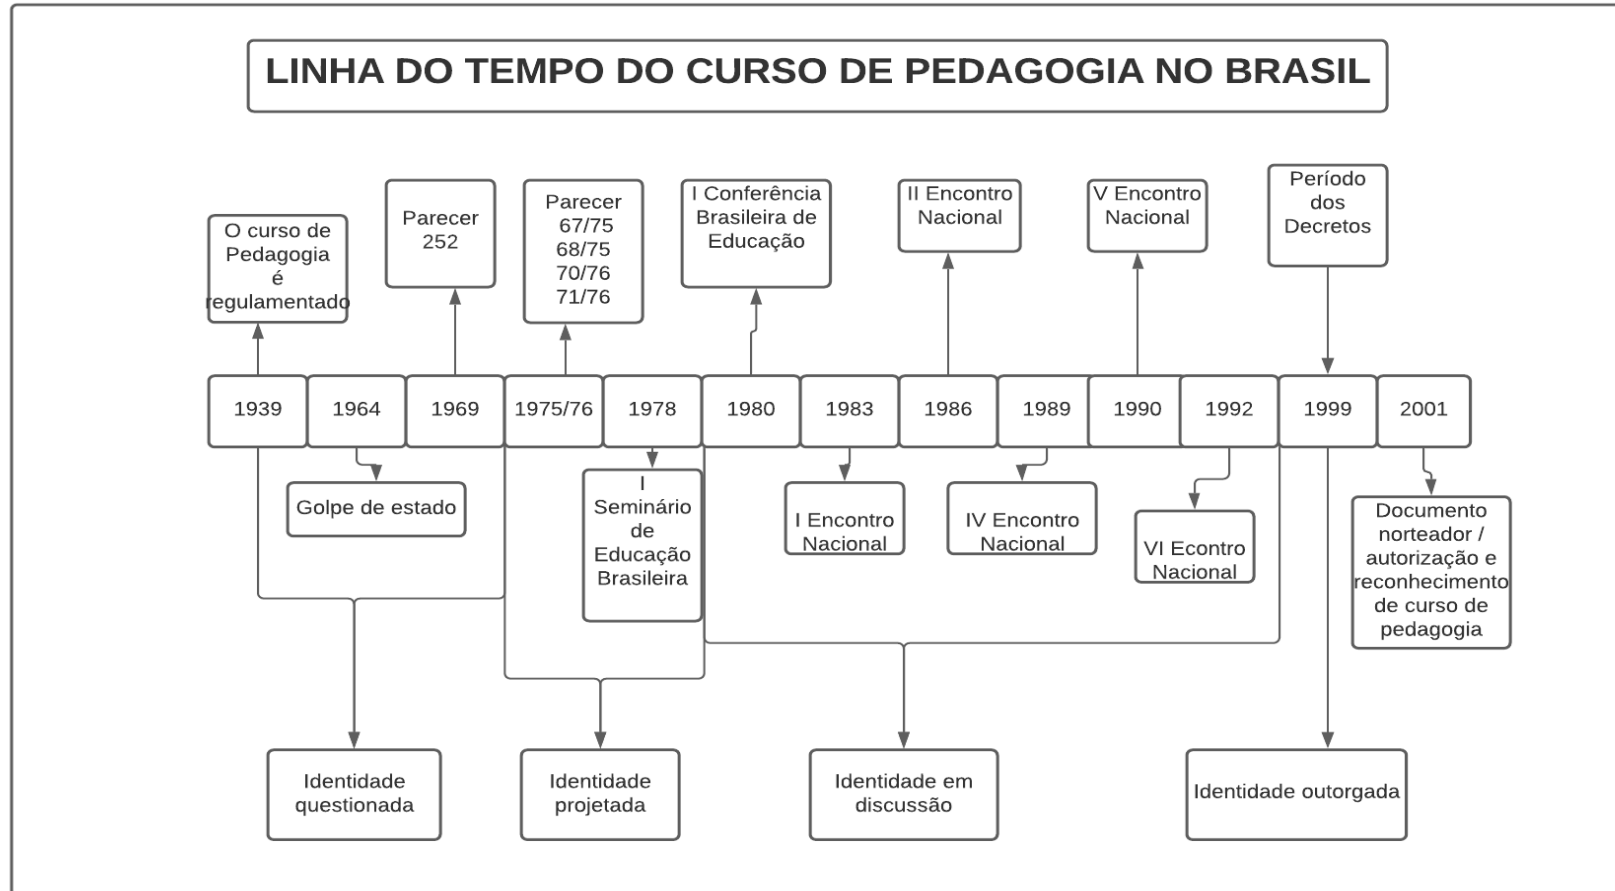 LINHA DO TEMPO DO CURSO DE PEDAGOGIA NO BRASIL
O curso de
Pedagogia
é
regulamentado
Parecer
252
Parecer
67/75
68/75
70/76
71/76
I Conferência
Brasileira de
Educação
II Encontro
Nacional
V Encontro
Nacional
Período
dos
Decretos
1939
1964
1969
1975/76
1978
1980
1983
1986
1989
1990
1992
1999
2001
Golpe de estado
I
Seminário
de
Educação
Brasileira
I Encontro
Nacional
IV Encontro
Nacional
VI Econtro
Nacional
Documento
norteador /
autorização e
reconhecimento
de curso de
pedagogia
Identidade
questionada
Identidade
projetada
Identidade em
discussão
Identidade outorgada